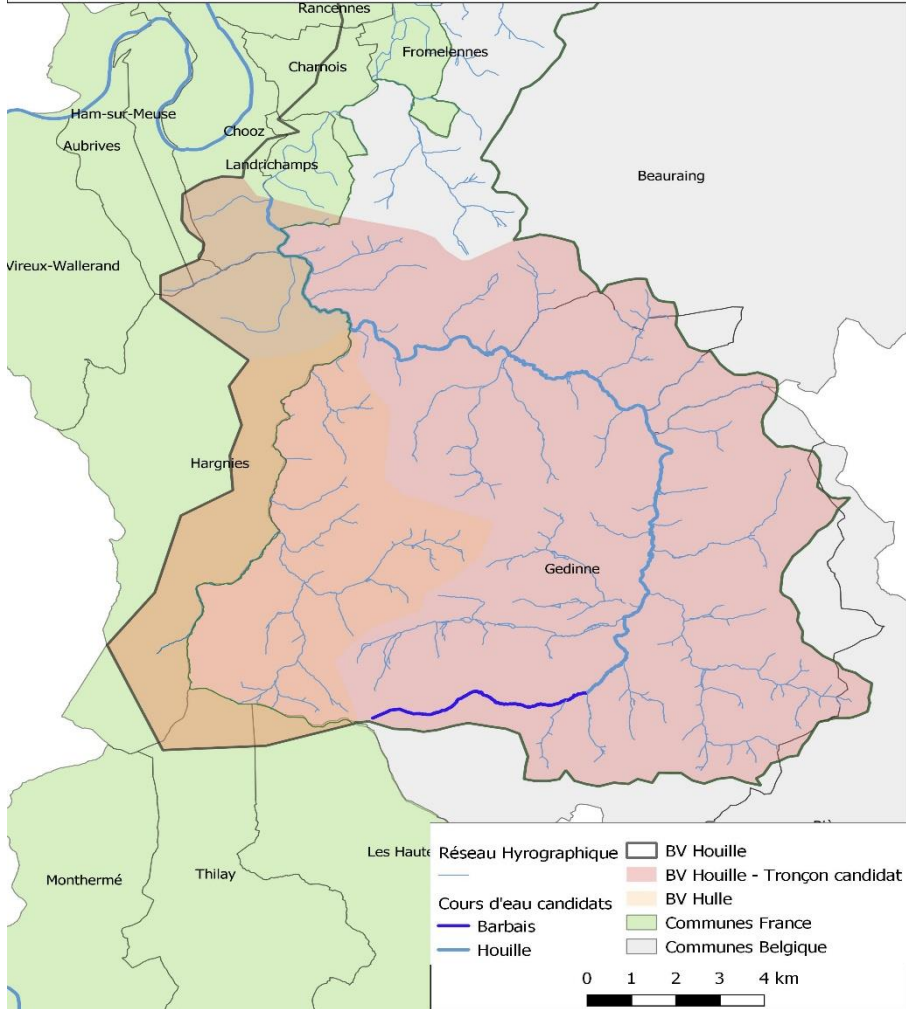 Rancennes
Fromelennes
Charnois
Ham-sur-Meuse
Chooz
Aubrives
Landrichamps
Beauraing
Vireux-Wallerand
Hargnies
Gedinne
Les Haute
Monthermé
Thilay
Réseau Hyrographique
Cours d'eau candidats
Barbais
Houille
BV Houille
BV Houille - Tronçon candidat
BV Hulle
Communes France
Communes Belgique
0 1 2 3 4 km